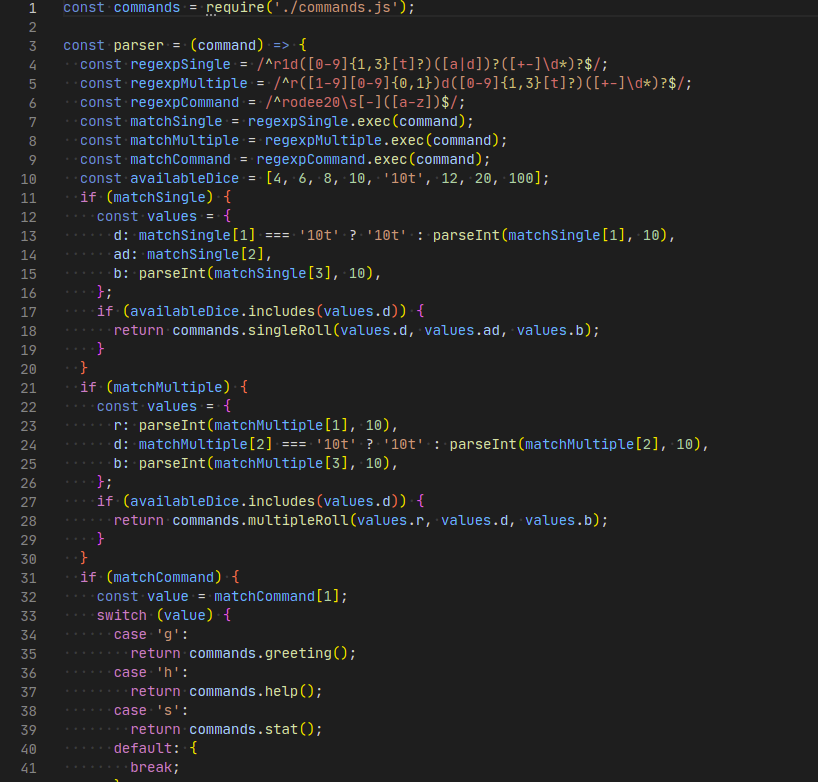 1 const commands = require('./commands.js');
2
3 const parser = (command) => {
4   const regexpSingle = /^r1d([0-9]{1,3}[t]?)([a|d])?([+-]\d*)?$/;
5   const regexpMultiple = /^r([1-9][0-9]{0,1})d([0-9]{1,3}[t]?)([+-]\d*)?$/;
6   const regexpCommand = /^rodee20\s[-]([a-z])$/;
7   const matchSingle = regexpSingle.exec(command);
8   const matchMultiple = regexpMultiple.exec(command);
9   const matchCommand = regexpCommand.exec(command);
10   const availableDice = [4, 6, 8, 10, '10t', 12, 20, 100];
11   if (matchSingle) {
12     const values = {
13       d: matchSingle[1] === '10t' ? '10t' : parseInt(matchSingle[1], 10),
14       ad: matchSingle[2],
15       b: parseInt(matchSingle[3], 10),
16     };
17     if (availableDice.includes(values.d)) {
18       return commands.singleRoll(values.d, values.ad, values.b);
19     }
20   }
21   if (matchMultiple) {
22     const values = {
23       r: parseInt(matchMultiple[1], 10),
24       d: matchMultiple[2] === '10t' ? '10t' : parseInt(matchMultiple[2], 10),
25       b: parseInt(matchMultiple[3], 10),
26     };
27     if (availableDice.includes(values.d)) {
28       return commands.multipleRoll(values.r, values.d, values.b);
29     }
30   }
31   if (matchCommand) {
32     const value = matchCommand[1];
33     switch (value) {
34       case 'g':
35         return commands.greeting();
36       case 'h':
37         return commands.help();
38       case 's':
39         return commands.stat();
40       default: {
41         break;